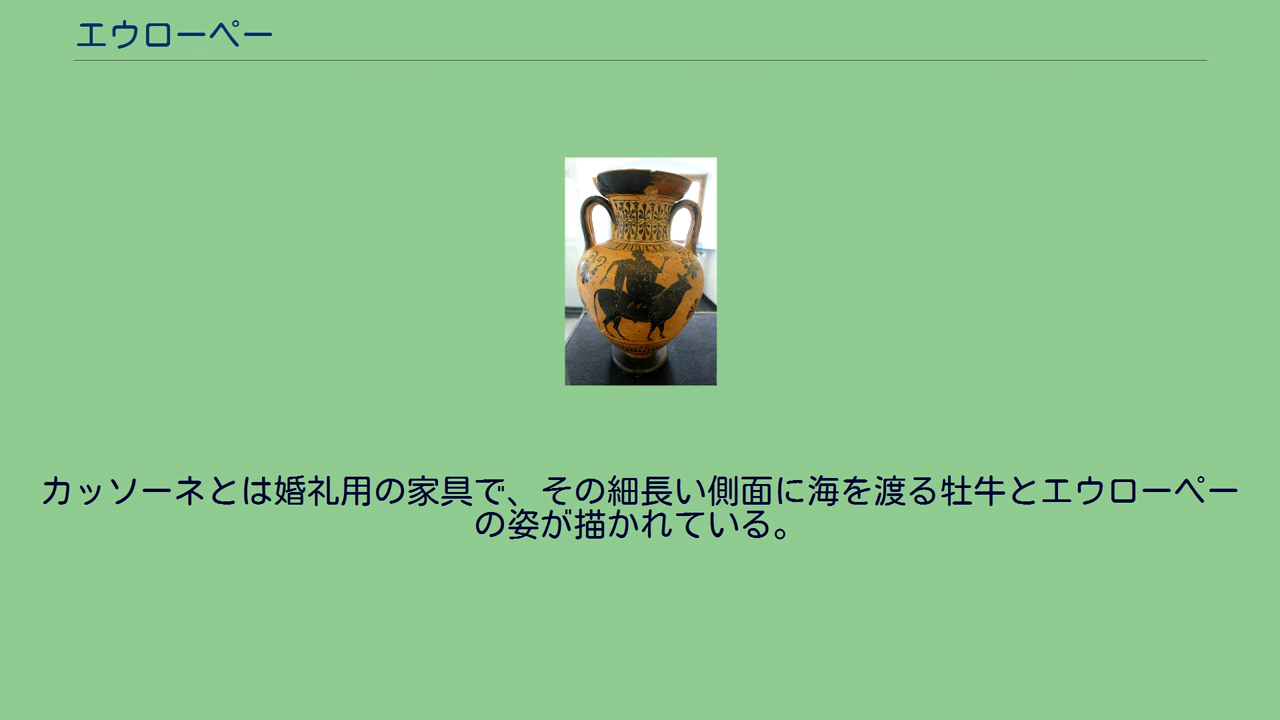 エウローペー
カッソーネとは婚礼用の家具で、その細長い側面に海を渡る牡牛とエウローペー
の姿が描かれている。